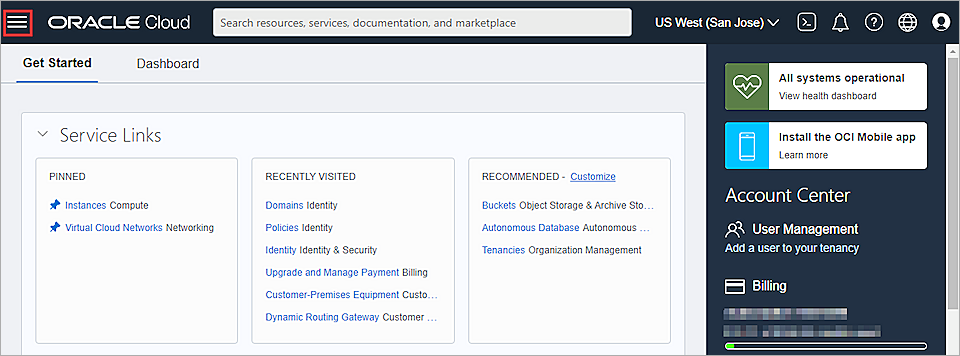 ORACLE Cloud
Search resources, services, documentation, and marketplace
US West (San Jose)
Get Started
Dashboard
Service Links
PINNED
Instances Compute
Virtual Cloud Networks Networking
RECENTLY VISITED
Domains Identity
Policies Identity
Identity Identity & Security
Upgrade and Manage Payment Billing
Customer-Premises Equipment Custo…
Dynamic Routing Gateway Customer …
RECOMMENDED - Customize
Buckets Object Storage & Archive Sto…
Autonomous Database Autonomous …
Tenancies Organization Management
All systems operational
View health dashboard
Install the OCI Mobile app
Learn more
Account Center
User Management
Add a user to your tenancy
Billing